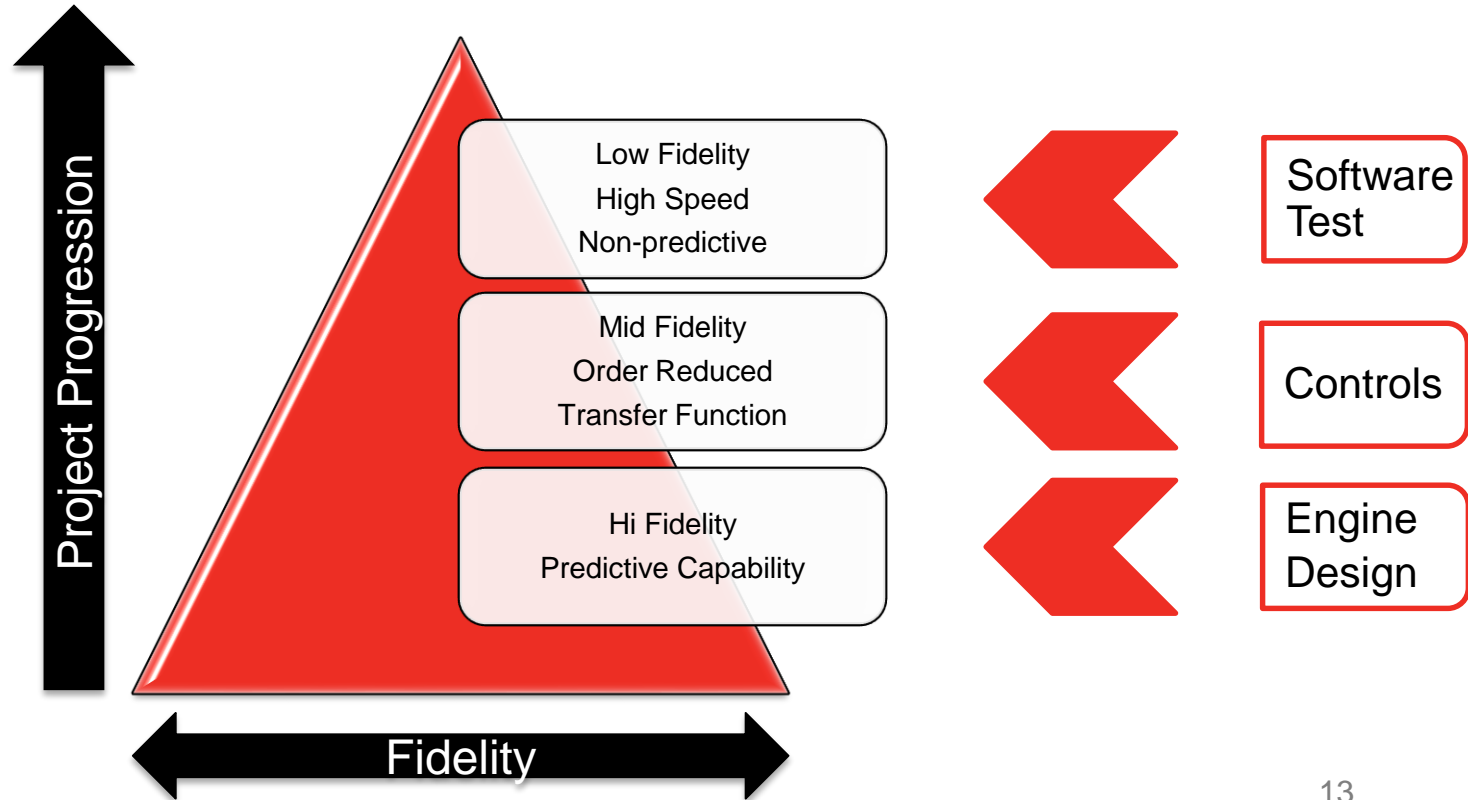 Project Progression
Low Fidelity
High Speed
Non-predictive
Software
Test
Mid Fidelity
Order Reduced
Transfer Function
Controls
Hi Fidelity
Predictive Capability
Engine
Design
Fidelity
13